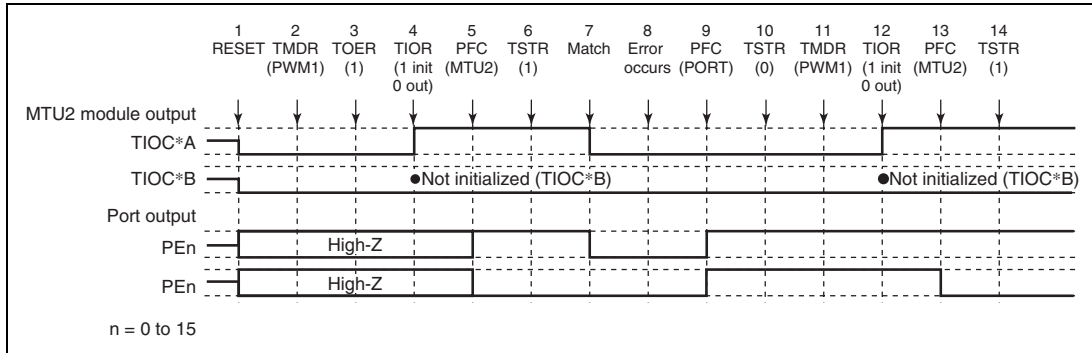 1 2 3 4 5 6 7 8 9 10 11 12 13 14
RESET TMDR TOER TIOR PFC TSTR Match Error PFC TSTR TMDR TIOR PFC TSTR
(PWM1) (1) (1 init (MTU2) (1) occurs (PORT) (0) (PWM1) (1 init (MTU2) (1)
0 out) 0 out)
MTU2 module output
TIOC*A
TIOC*B ●Not initialized (TIOC*B) ●Not initialized (TIOC*B)
Port output
PEn High-Z
PEn High-Z
n = 0 to 15